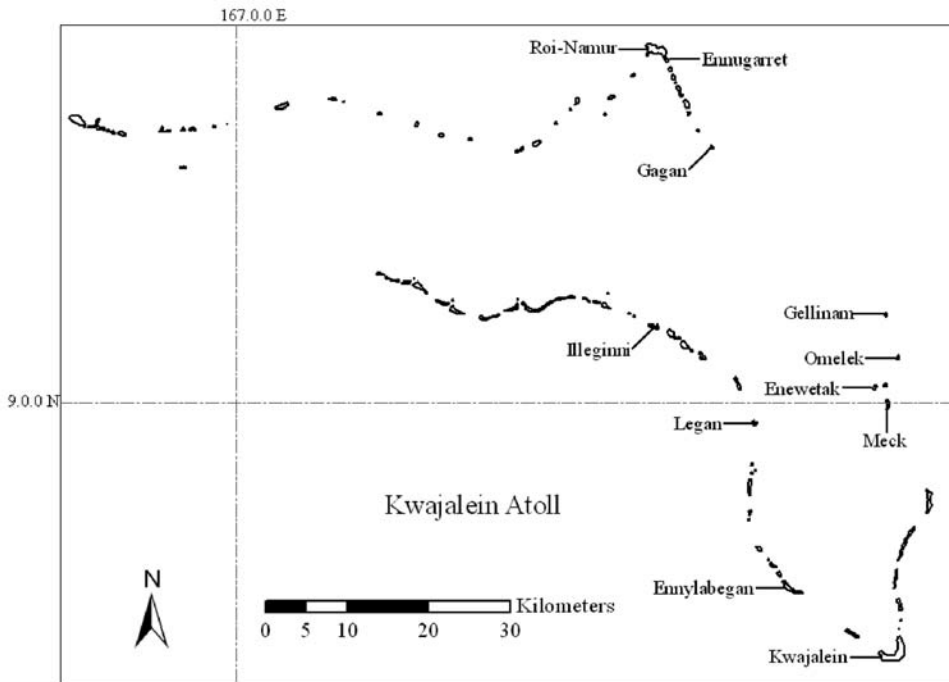 167.0.0 E
Roi-Namur
Ennugarret
Gagan
Gellinam
Illeginni
Omelek
Enewetak
9.0.0 N
Legan
Meck
Kwajalein Atoll
N
Ennylabegan
Kilometers
0 5 10 20 30
Kwajalein